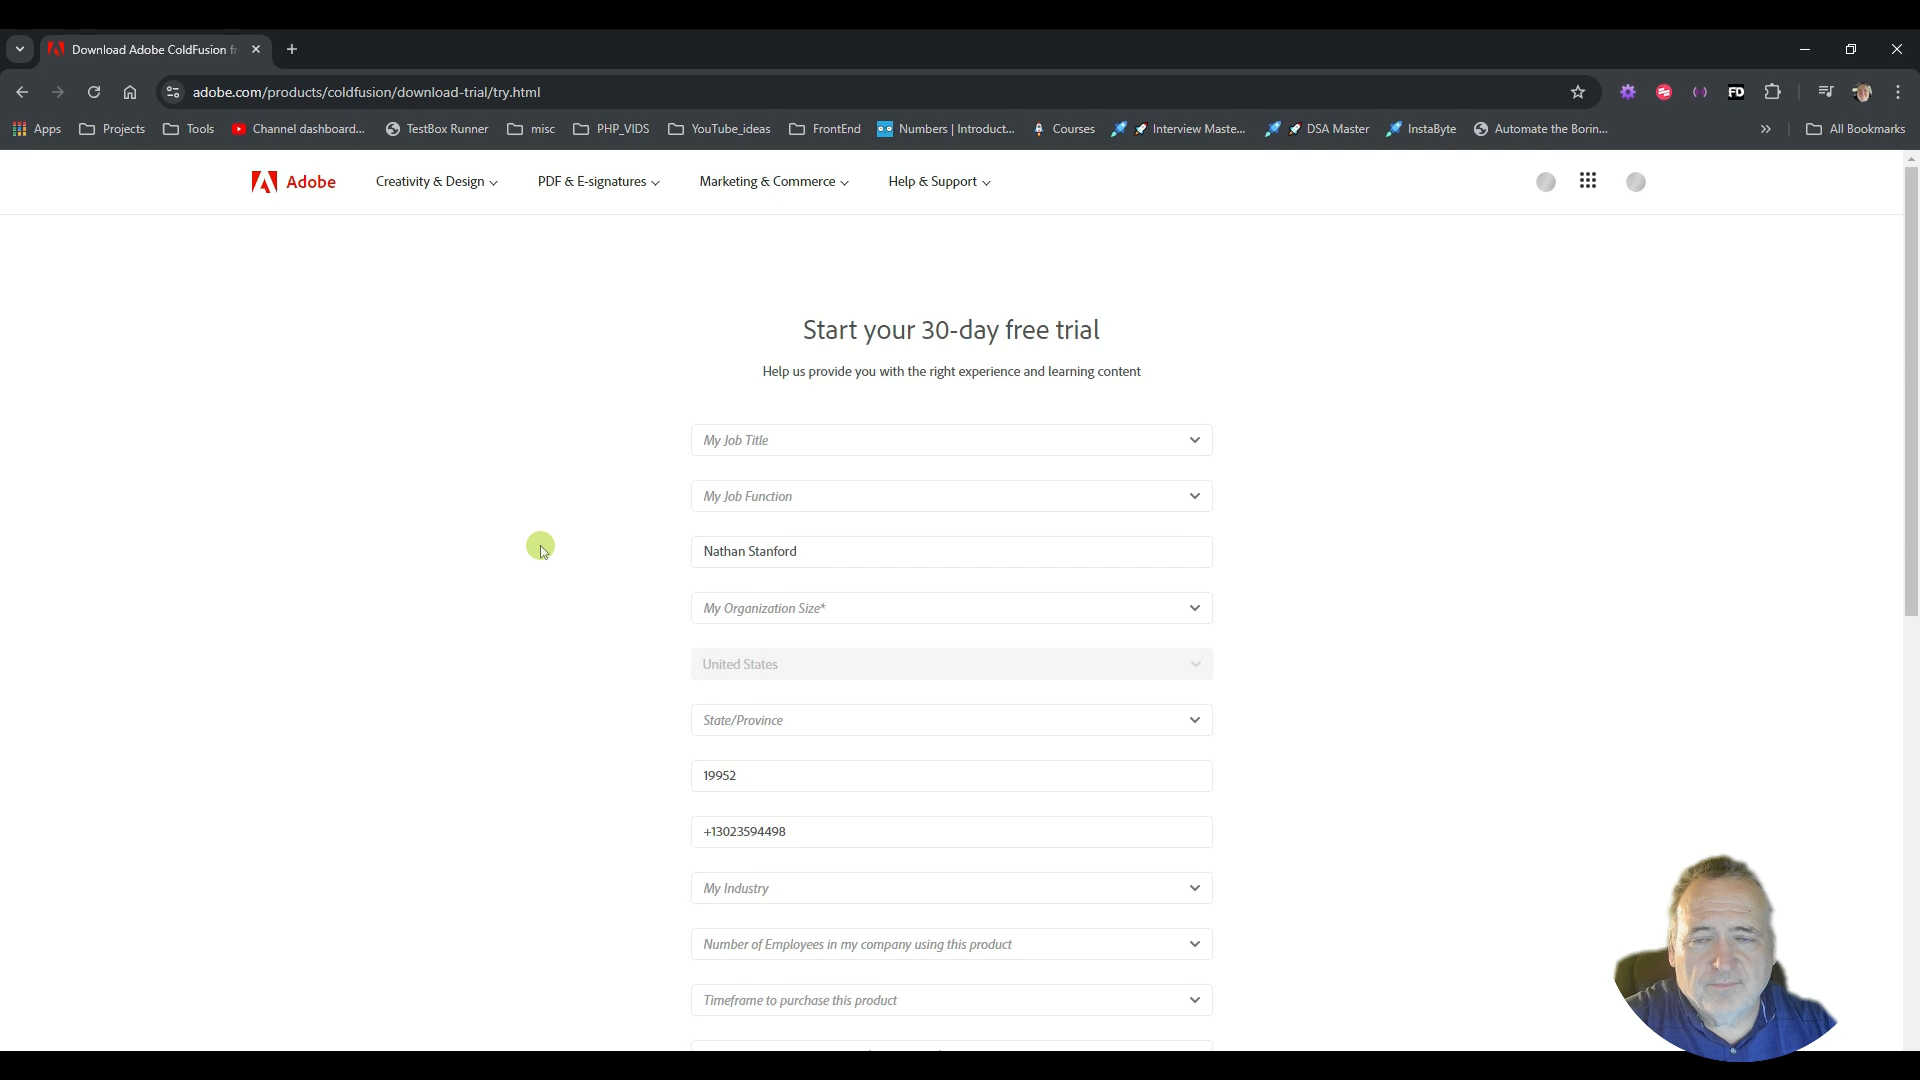 Download Adobe ColdFusion fr
adobe.com/products/coldfusion/download-trial/try.html
FD
Apps Projects Tools Channel dashboard... TestBox Runner misc PHP_VIDS YouTube_ideas FrontEnd Numbers | Introduct... Courses Interview Maste... DSA Master InstaByte Automate the Borin... » All Bookmarks
Adobe Creativity & Design PDF & E-signatures Marketing & Commerce Help & Support
Start your 30-day free trial
Help us provide you with the right experience and learning content
My Job Title
My Job Function
Nathan Stanford
My Organization Size*
United States
State/Province
19952
+13023594498
My Industry
Number of Employees in my company using this product
Timeframe to purchase this product